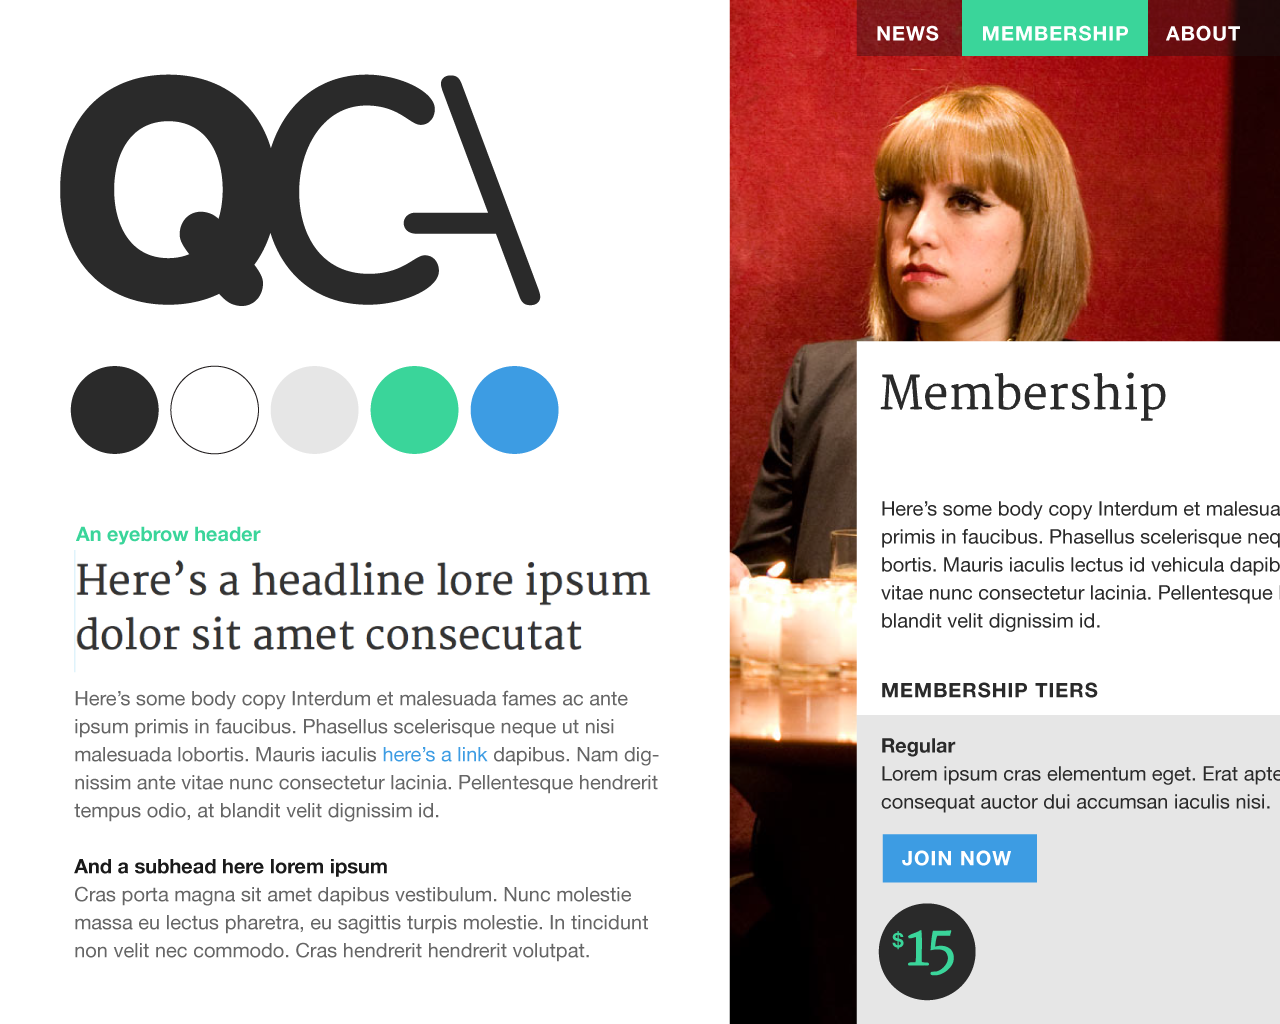 QCA
An eyebrow header
Here’s a headline lore ipsum
dolor sit amet consecutat
Here’s some body copy Interdum et malesuada fames ac ante
ipsum primis in faucibus. Phasellus scelerisque neque ut nisi
malesuada lobortis. Mauris iaculis here’s a link dapibus. Nam dig-
nissim ante vitae nunc consectetur lacinia. Pellentesque hendrerit
tempus odio, at blandit velit dignissim id.
And a subhead here lorem ipsum
Cras porta magna sit amet dapibus vestibulum. Nunc molestie
massa eu lectus pharetra, eu sagittis turpis molestie. In tincidunt
non velit nec commodo. Cras hendrerit hendrerit volutpat.
NEWS MEMBERSHIP ABOUT
Membership
Here’s some body copy Interdum et malesua
primis in faucibus. Phasellus scelerisque neq
bortis. Mauris iaculis lectus id vehicula dapib
vitae nunc consectetur lacinia. Pellentesque
blandit velit dignissim id.
MEMBERSHIP TIERS
Regular
Lorem ipsum cras elementum eget. Erat apte
consequat auctor dui accumsan iaculis nisi.
JOIN NOW
$15